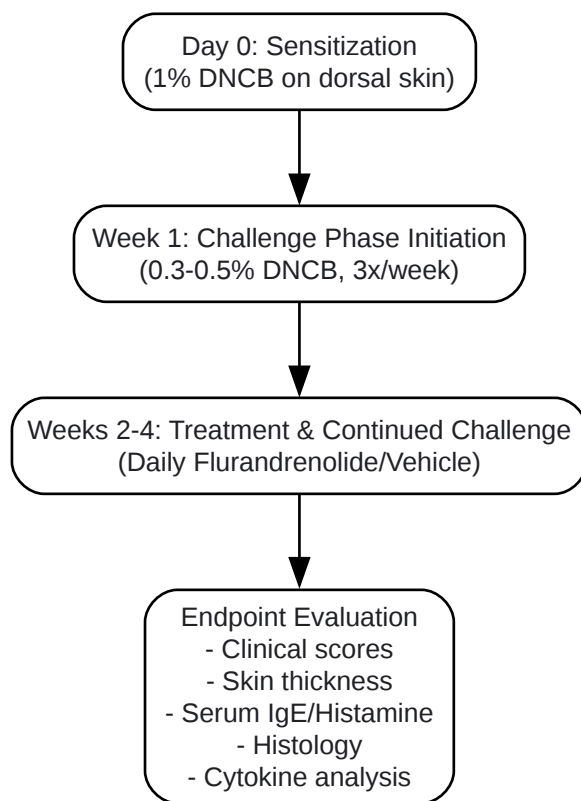 Day 0: Sensitization
(1% DNCB on dorsal skin)
Week 1: Challenge Phase Initiation
(0.3-0.5% DNCB, 3x/week)
Weeks 2-4: Treatment & Continued Challenge
(Daily Flurandrenolide/Vehicle)
Endpoint Evaluation
- Clinical scores
- Skin thickness
- Serum IgE/Histamine
- Histology
- Cytokine analysis